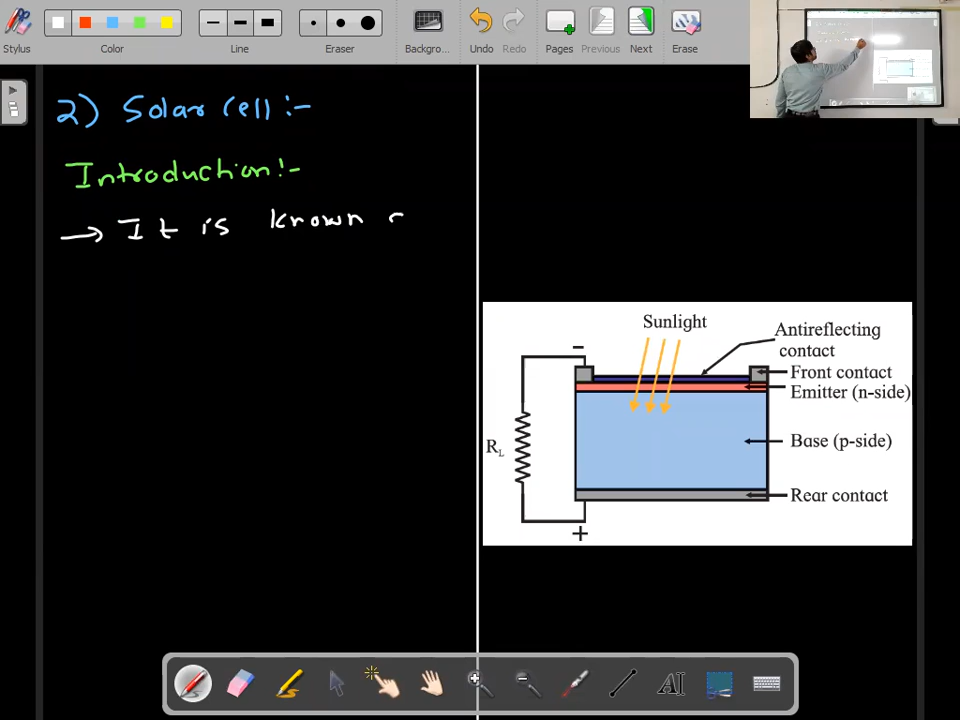 Stylus
Color
Line
Eraser
Backgro...
Undo
Redo
Pages
Previous
Next
Erase
2) Solar Cell :-
Introduction :-
→ It is known
Sunlight
Antireflecting
contact
Front contact
Emitter (n-side)
Base (p-side)
Rear contact
R_L
−
+
AI